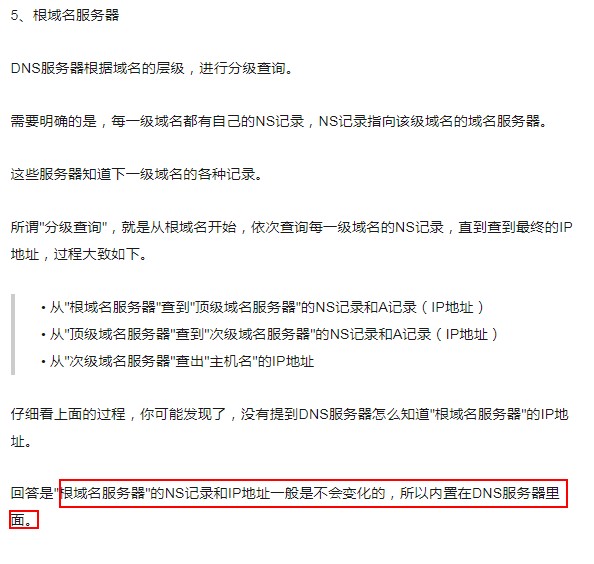 5、根域名服务器
DNS服务器根据域名的层级，进行分级查询。
需要明确的是，每一级域名都有自己的NS记录，NS记录指向该级域名的域名服务器。
这些服务器知道下一级域名的各种记录。
所谓"分级查询"，就是从根域名开始，依次查询每一级域名的NS记录，直到查到最终的IP
地址，过程大致如下。
• 从"根域名服务器"查到"顶级域名服务器"的NS记录和A记录（IP地址）
• 从"顶级域名服务器"查到"次级域名服务器"的NS记录和A记录（IP地址）
• 从"次级域名服务器"查出"主机名"的IP地址
仔细看上面的过程，你可能发现了，没有提到DNS服务器怎么知道"根域名服务器"的IP地
址。
回答是"根域名服务器"的NS记录和IP地址一般是不会变化的，所以内置在DNS服务器里
面。